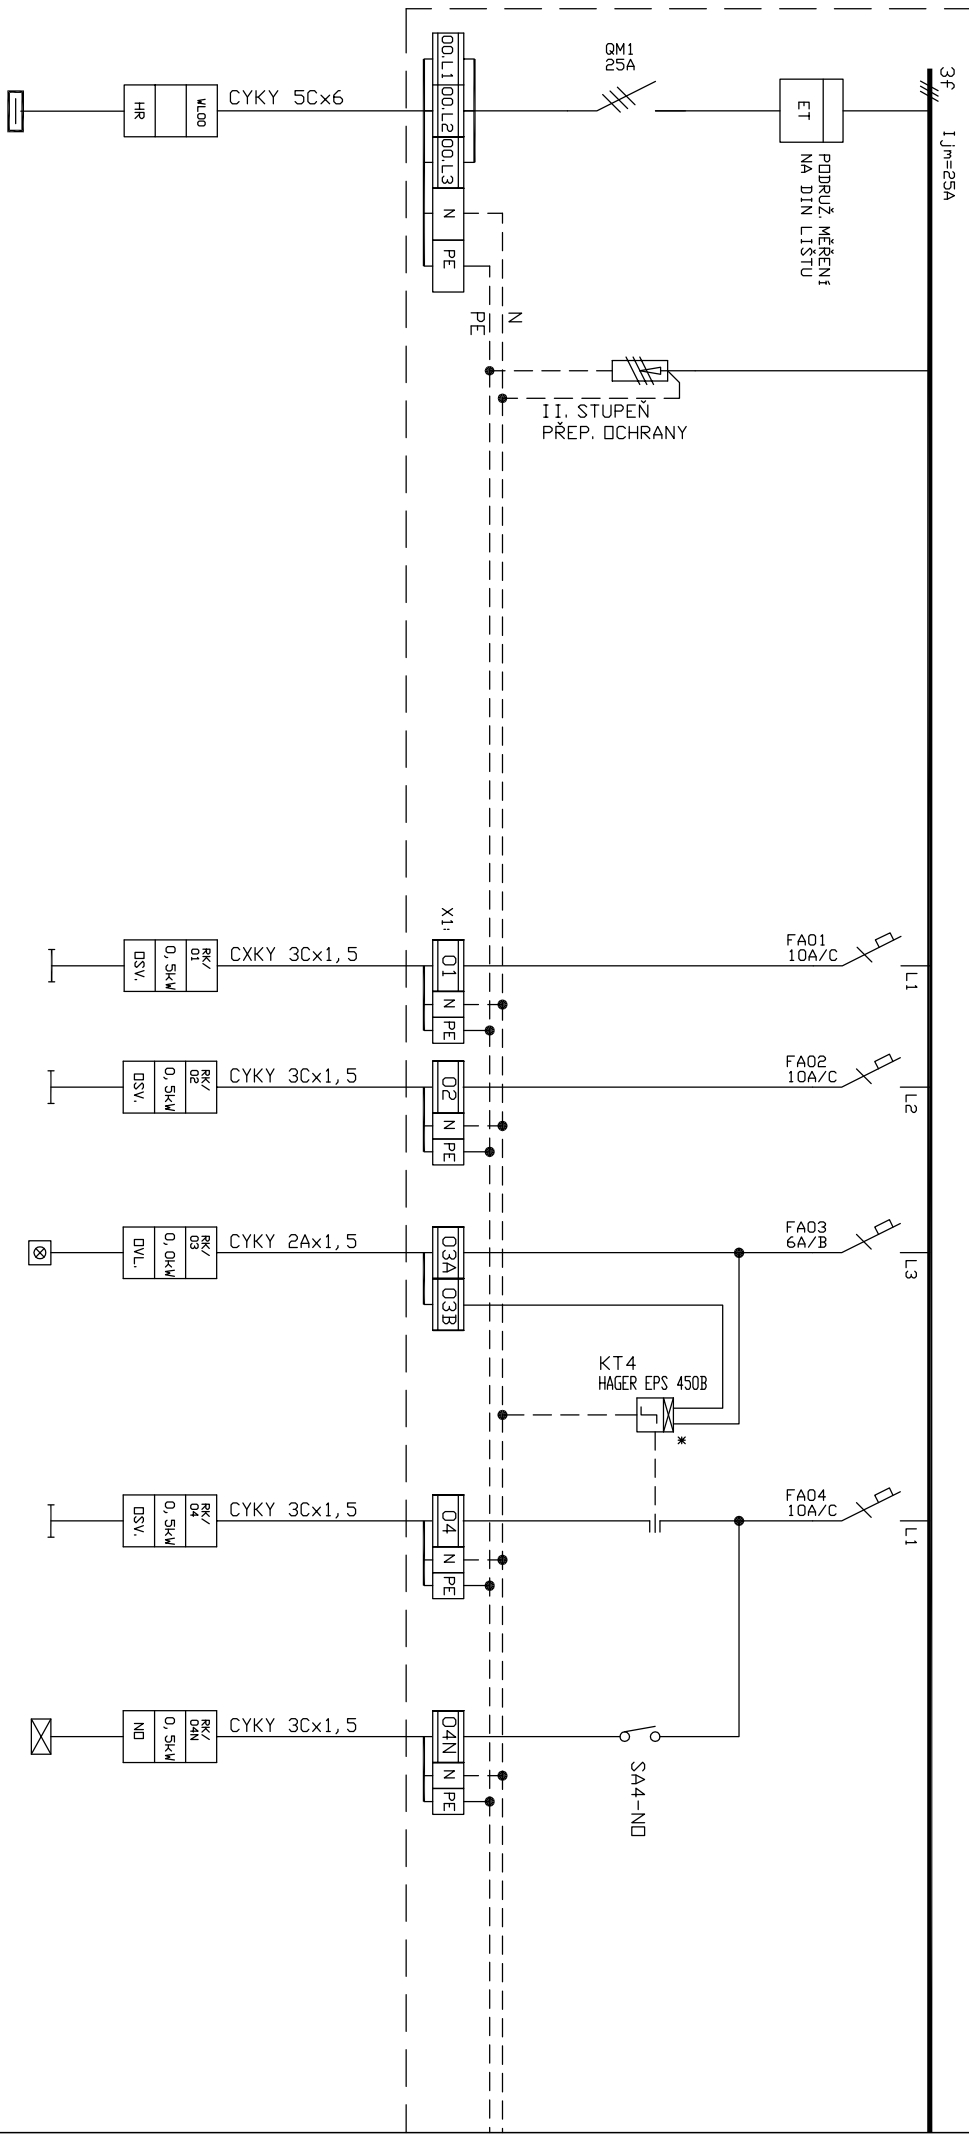 3f
Ijm=25A
QM1
25A
ET
PODRUŽ. MĚŘENÍ
NA DIN LIŠTU
00.L1
00.L2
00.L3
N
PE
CYKY 5Cx6
WL00
HR
N
PE
II. STUPEŇ
PŘEP. OCHRANY
X1:
FA01
10A/C
L1
01
N
PE
CXKY 3Cx1,5
RK/
01
0,5kW
OSV.
FA02
10A/C
L2
02
N
PE
CYKY 3Cx1,5
RK/
02
0,5kW
OSV.
FA03
6A/B
L3
03A
03B
CYKY 2Ax1,5
RK/
03
0,0kW
OVL.
KT4
HAGER EPS 450B
*
FA04
10A/C
L1
04
N
PE
CYKY 3Cx1,5
RK/
04
0,5kW
OSV.
SA4-NO
04N
N
PE
CYKY 3Cx1,5
RK/
04N
0,5kW
NO